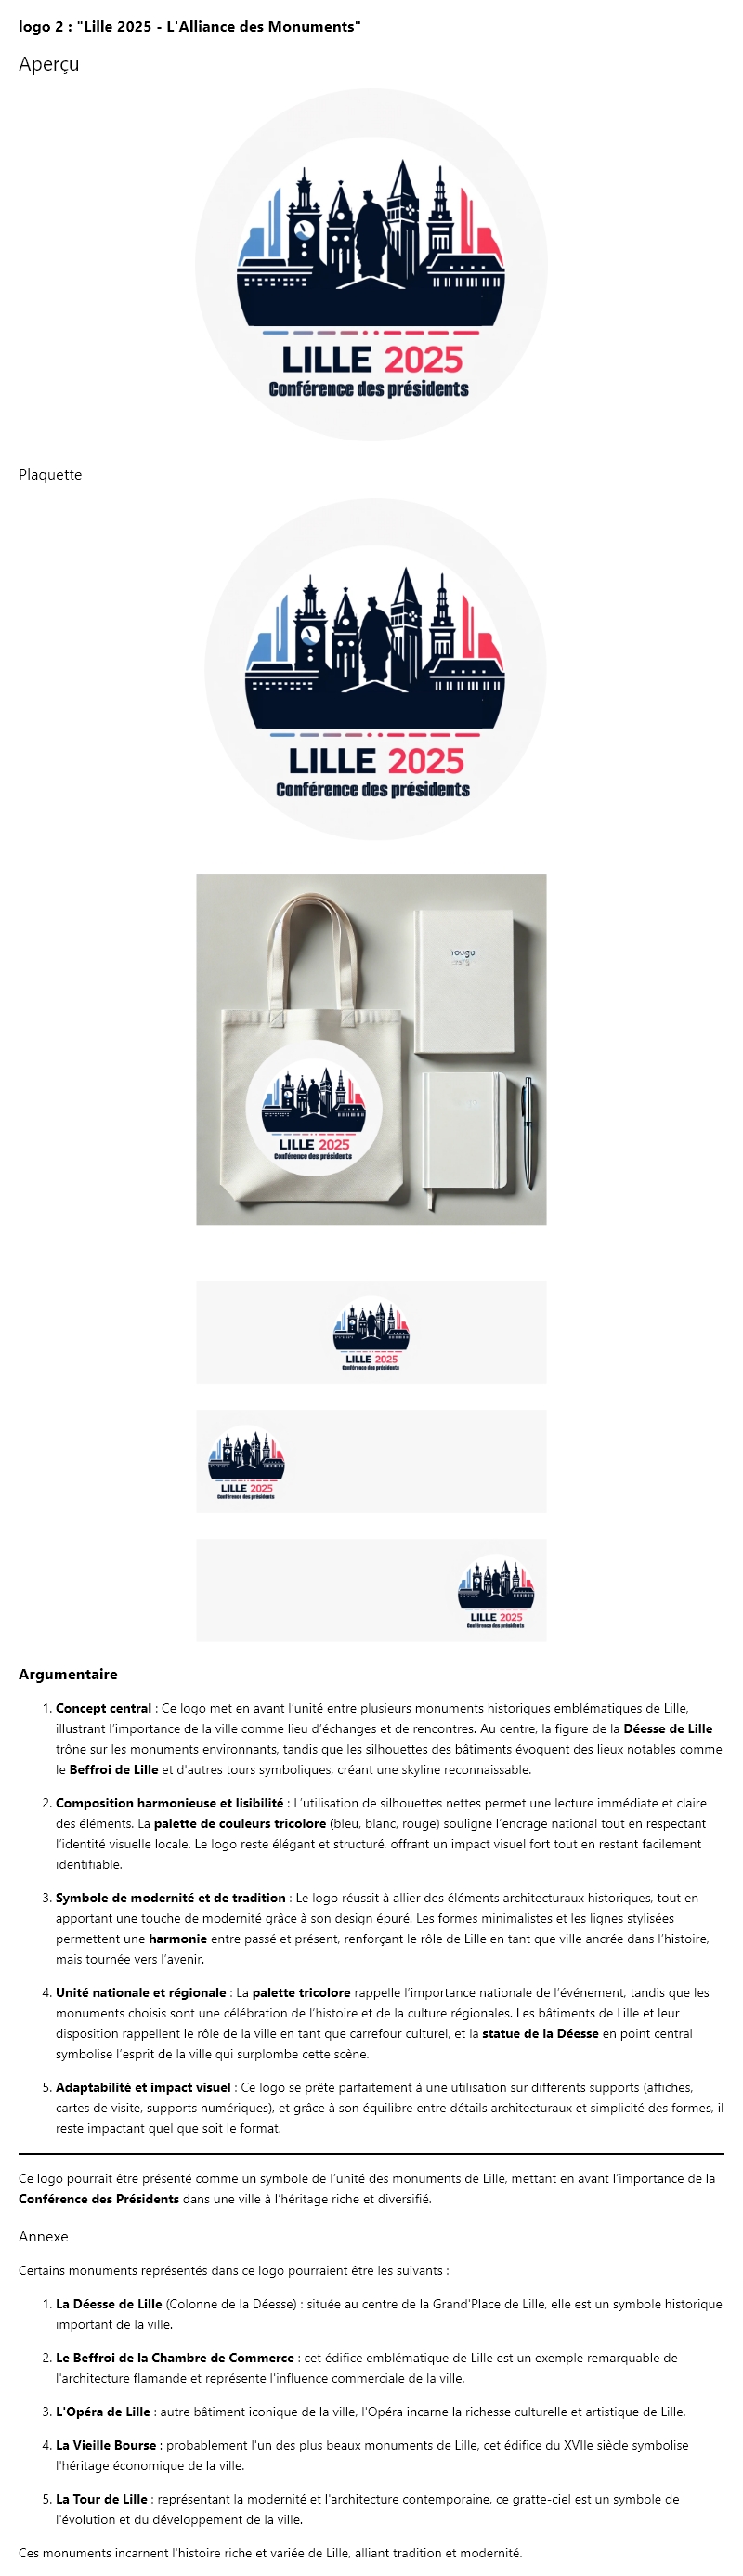 logo 2 : "Lille 2025 - L'Alliance des Monuments"
Aperçu
LILLE 2025
Conférence des présidents
Plaquette
LILLE 2025
Conférence des présidents
LILLE 2025
Conférence des présidents
LILLE 2025
Conférence des présidents
LILLE 2025
Conférence des présidents
LILLE 2025
Conférence des présidents
Argumentaire
1. Concept central : Ce logo met en avant l'unité entre plusieurs monuments historiques emblématiques de Lille,
illustrant l'importance de la ville comme lieu d'échanges et de rencontres. Au centre, la figure de la Déesse de Lille
trône sur les monuments environnants, tandis que les silhouettes des bâtiments évoquent des lieux notables comme
le Beffroi de Lille et d'autres tours symboliques, créant une skyline reconnaissable.
2. Composition harmonieuse et lisibilité : L'utilisation de silhouettes nettes permet une lecture immédiate et claire
des éléments. La palette de couleurs tricolore (bleu, blanc, rouge) souligne l'encrage national tout en respectant
l'identité visuelle locale. Le logo reste élégant et structuré, offrant un impact visuel fort tout en restant facilement
identifiable.
3. Symbole de modernité et de tradition : Le logo réussit à allier des éléments architecturaux historiques, tout en
apportant une touche de modernité grâce à son design épuré. Les formes minimalistes et les lignes stylisées
permettent une harmonie entre passé et présent, renforçant le rôle de Lille en tant que ville ancrée dans l'histoire,
mais tournée vers l'avenir.
4. Unité nationale et régionale : La palette tricolore rappelle l'importance nationale de l'événement, tandis que les
monuments choisis sont une célébration de l'histoire et de la culture régionales. Les bâtiments de Lille et leur
disposition rappellent le rôle de la ville en tant que carrefour culturel, et la statue de la Déesse en point central
symbolise l'esprit de la ville qui surplombe cette scène.
5. Adaptabilité et impact visuel : Ce logo se prête parfaitement à une utilisation sur différents supports (affiches,
cartes de visite, supports numériques), et grâce à son équilibre entre détails architecturaux et simplicité des formes, il
reste impactant quel que soit le format.
Ce logo pourrait être présenté comme un symbole de l'unité des monuments de Lille, mettant en avant l'importance de la
Conférence des Présidents dans une ville à l'héritage riche et diversifié.
Annexe
Certains monuments représentés dans ce logo pourraient être les suivants :
1. La Déesse de Lille (Colonne de la Déesse) : située au centre de la Grand'Place de Lille, elle est un symbole historique
important de la ville.
2. Le Beffroi de la Chambre de Commerce : cet édifice emblématique de Lille est un exemple remarquable de
l'architecture flamande et représente l'influence commerciale de la ville.
3. L'Opéra de Lille : autre bâtiment iconique de la ville, l'Opéra incarne la richesse culturelle et artistique de Lille.
4. La Vieille Bourse : probablement l'un des plus beaux monuments de Lille, cet édifice du XVIIe siècle symbolise
l'héritage économique de la ville.
5. La Tour de Lille : représentant la modernité et l'architecture contemporaine, ce gratte-ciel est un symbole de
l'évolution et du développement de la ville.
Ces monuments incarnent l'histoire riche et variée de Lille, alliant tradition et modernité.